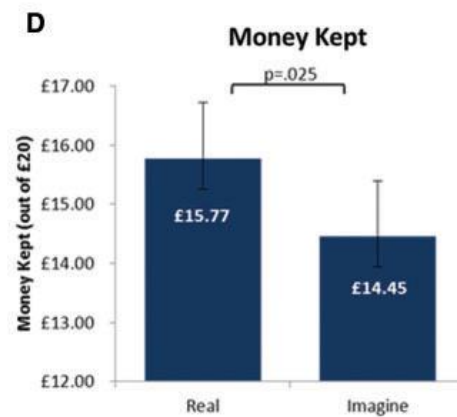 D
Money Kept
p=.025
Money Kept (out of £20)
£17.00
£16.00
£15.00
£14.00
£13.00
£12.00
£15.77
£14.45
Real
Imagine